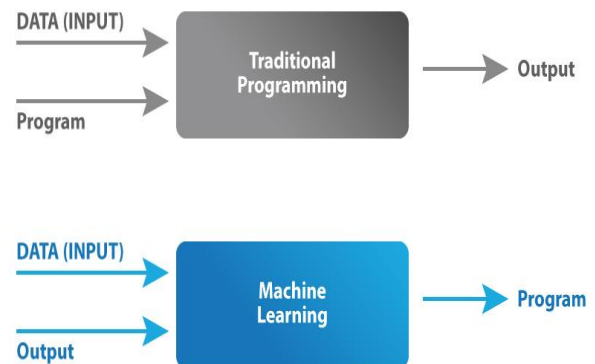 DATA (INPUT)
Program
Traditional
Programming
Output
DATA (INPUT)
Output
Machine
Learning
Program